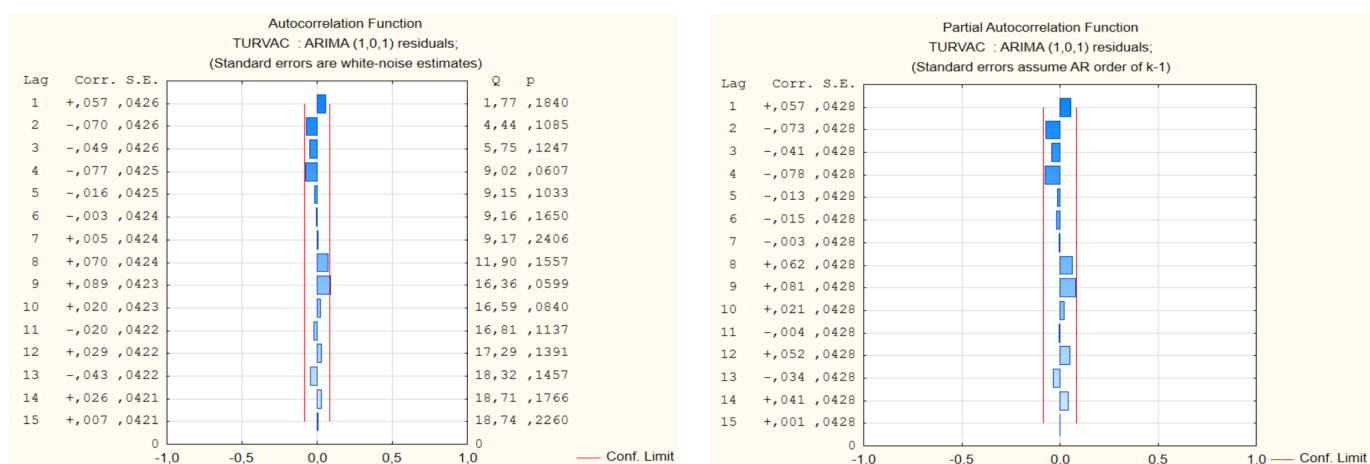 Autocorrelation Function
TURVAC : ARIMA (1,0,1) residuals;
(Standard errors are white-noise estimates)
Lag Corr. S.E. Q p
1 +,057 ,0426 1,77 ,1840
2 -,070 ,0426 4,44 ,1085
3 -,049 ,0426 5,75 ,1247
4 -,077 ,0425 9,02 ,0607
5 -,016 ,0425 9,15 ,1033
6 -,003 ,0424 9,16 ,1650
7 +,005 ,0424 9,17 ,2406
8 +,070 ,0424 11,90 ,1557
9 +,089 ,0423 16,36 ,0599
10 +,020 ,0423 16,59 ,0840
11 -,020 ,0422 16,81 ,1137
12 +,029 ,0422 17,29 ,1391
13 -,043 ,0422 18,32 ,1457
14 +,026 ,0421 18,71 ,1766
15 +,007 ,0421 18,74 ,2260
0 0
-1,0 -0,5 0,0 0,5 1,0 Conf. Limit
Partial Autocorrelation Function
TURVAC : ARIMA (1,0,1) residuals;
(Standard errors assume AR order of k-1)
Lag Corr. S.E.
1 +,057 ,0428
2 -,073 ,0428
3 -,041 ,0428
4 -,078 ,0428
5 -,013 ,0428
6 -,015 ,0428
7 -,003 ,0428
8 +,062 ,0428
9 +,081 ,0428
10 +,021 ,0428
11 -,004 ,0428
12 +,052 ,0428
13 -,034 ,0428
14 +,041 ,0428
15 +,001 ,0428
0
-1,0 -0,5 0,0 0,5 1,0 Conf. Limit